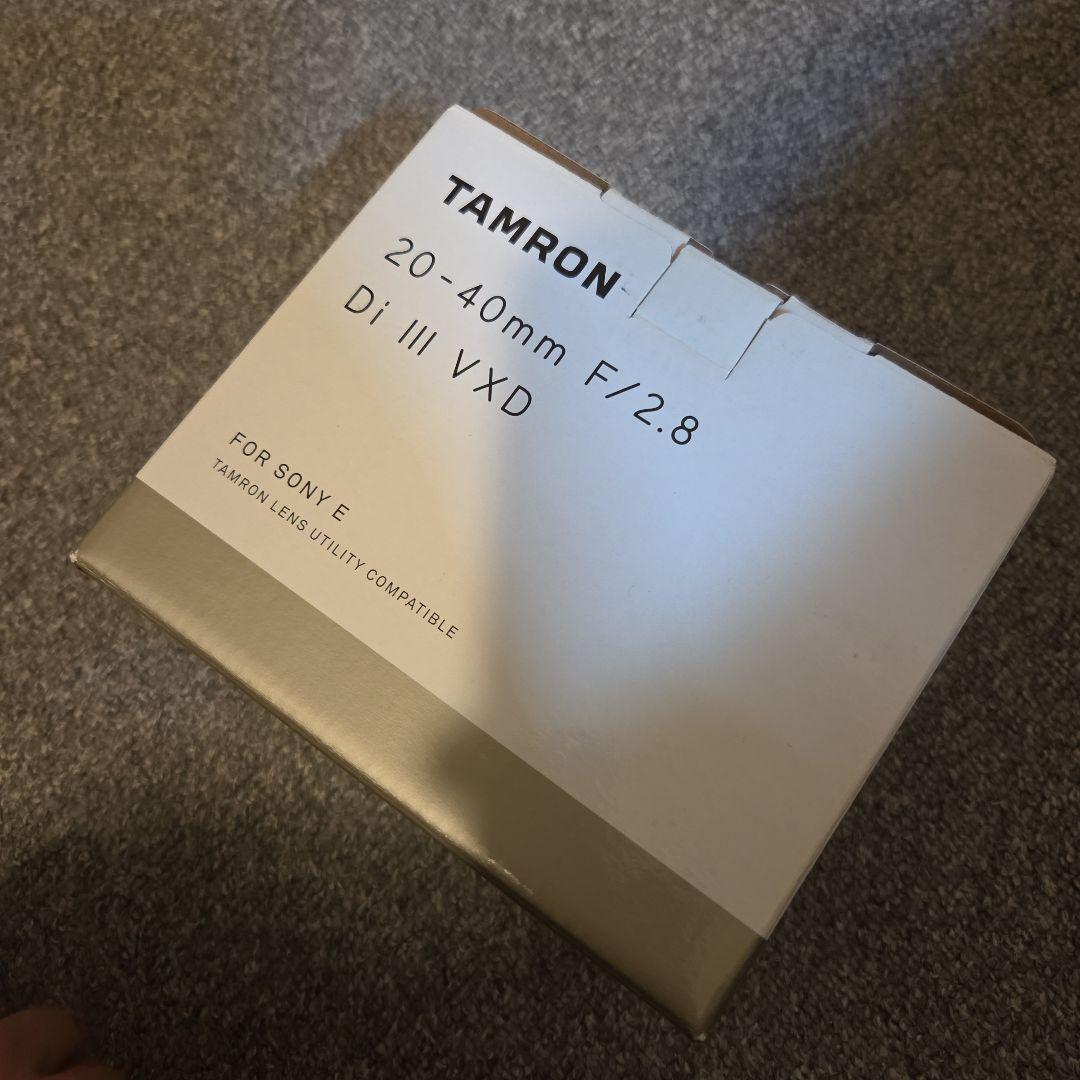 TAMRON
20-40mm F/2.8
Di III VXD
FOR SONY E
TAMRON LENS UTILITY COMPATIBLE